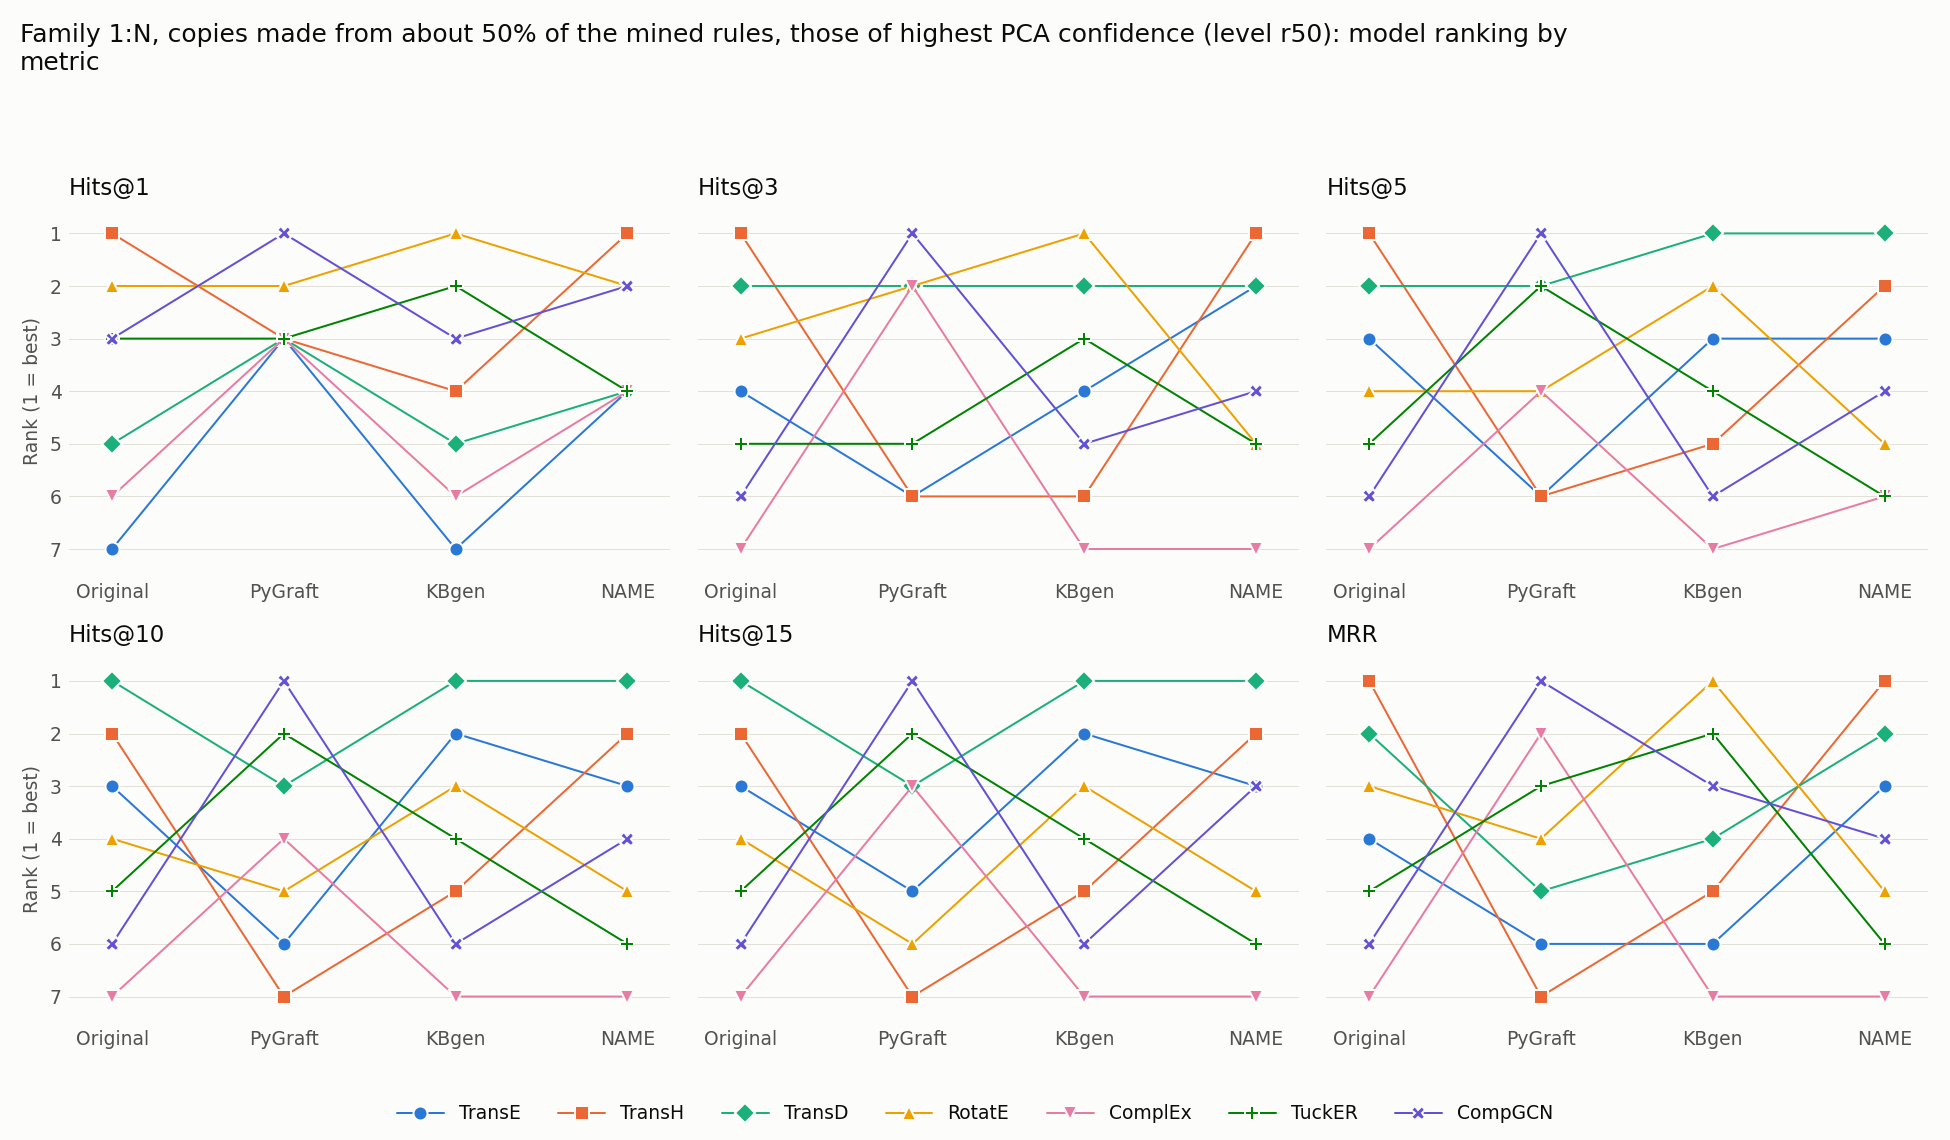 Family 1:N, copies made from about 50% of the mined rules, those of highest PCA confidence (level r50): model ranking by
metric
Hits@1
Hits@3
Hits@5
Rank (1 = best)
1
2
3
4
5
6
7
Original PyGraft KBgen NAME
Original PyGraft KBgen NAME
Original PyGraft KBgen NAME
Hits@10
Hits@15
MRR
Rank (1 = best)
1
2
3
4
5
6
7
Original PyGraft KBgen NAME
Original PyGraft KBgen NAME
Original PyGraft KBgen NAME
TransE TransH TransD RotatE ComplEx TuckER CompGCN